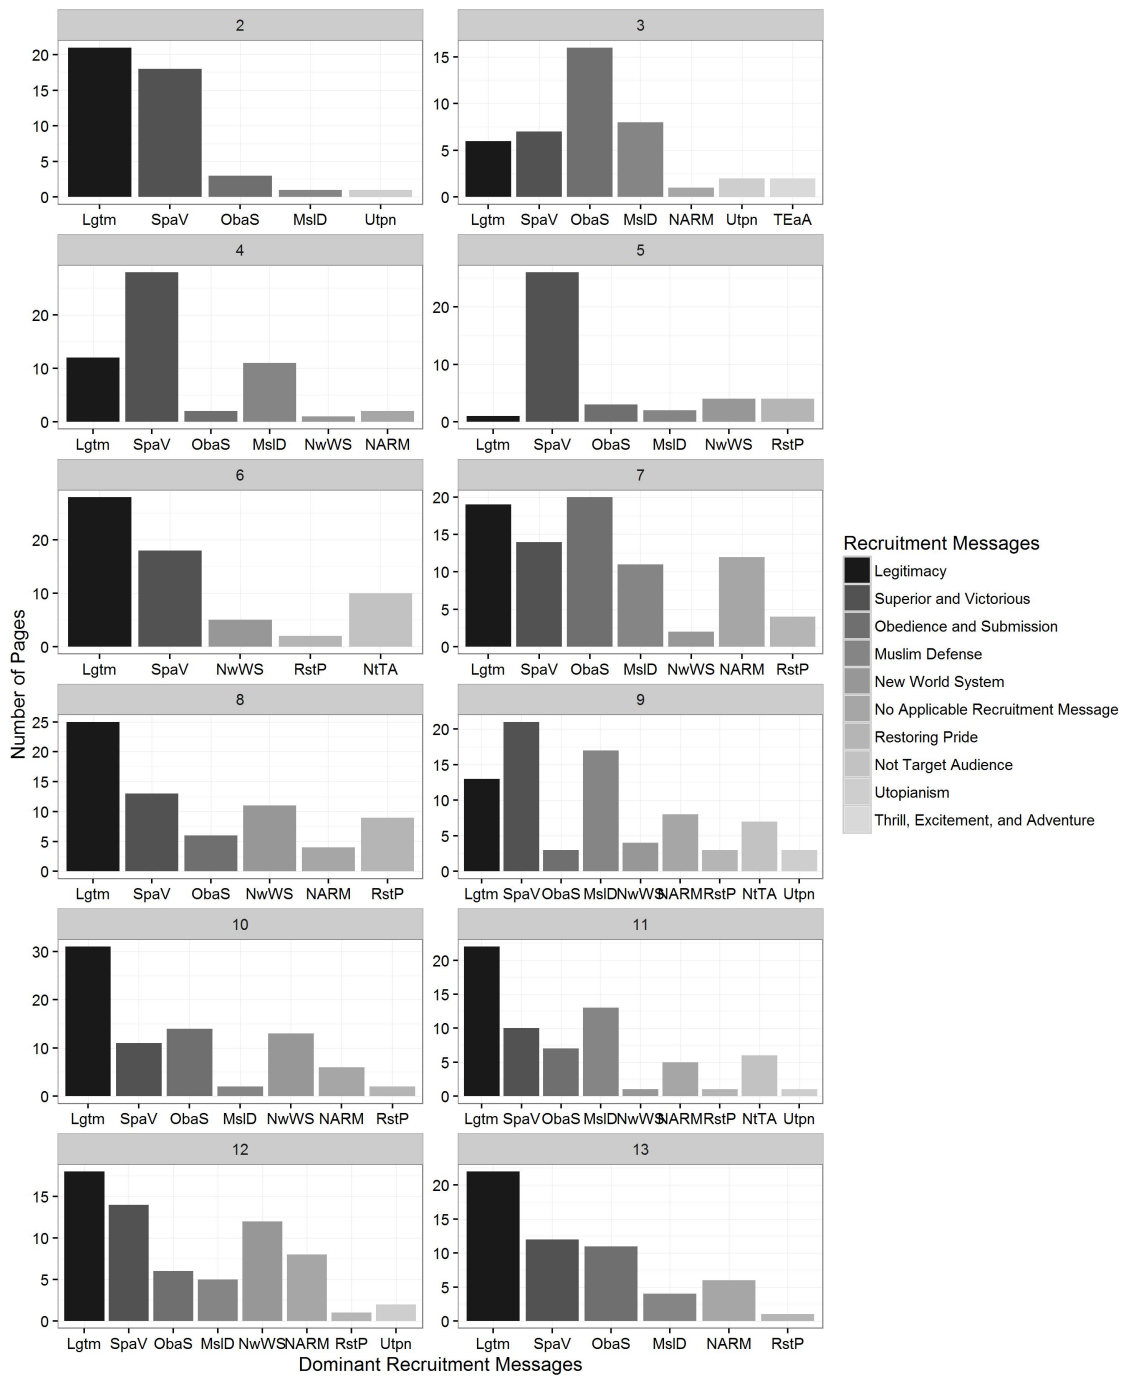 2
3
20
15
10
5
0
15
10
5
0
Lgtm SpaV ObaS MslD Utpn
Lgtm SpaV ObaS MslD NARM Utpn TEaA
4
5
20
10
0
20
10
0
Lgtm SpaV ObaS MslD NwWS NARM
Lgtm SpaV ObaS MslD NwWS RstP
6
7
20
10
0
20
15
10
5
0
Lgtm SpaV NwWS RstP NtTA
Lgtm SpaV ObaS MslD NwWS NARM RstP
8
9
25
20
15
10
5
0
20
15
10
5
0
Lgtm SpaV ObaS NwWS NARM RstP
Lgtm SpaV ObaS MslD NwWS NARM RstP NtTA Utpn
10
11
30
20
10
0
20
15
10
5
0
Lgtm SpaV ObaS MslD NwWS NARM RstP
Lgtm SpaV ObaS MslD NwWS NARM RstP NtTA Utpn
12
13
15
10
5
0
20
15
10
5
0
Lgtm SpaV ObaS MslD NwWS NARM RstP Utpn
Lgtm SpaV ObaS MslD NARM RstP
Number of Pages
Dominant Recruitment Messages
Recruitment Messages
Legitimacy
Superior and Victorious
Obedience and Submission
Muslim Defense
New World System
No Applicable Recruitment Message
Restoring Pride
Not Target Audience
Utopianism
Thrill, Excitement, and Adventure